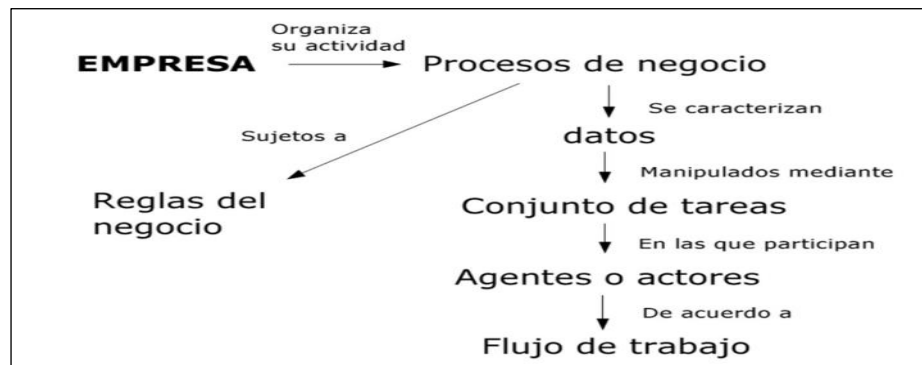 Organiza
su actividad
EMPRESA
Procesos de negocio
Se caracterizan
Sujetos a
datos
Manipulados mediante
Reglas del
negocio
Conjunto de tareas
En las que participan
Agentes o actores
De acuerdo a
Flujo de trabajo